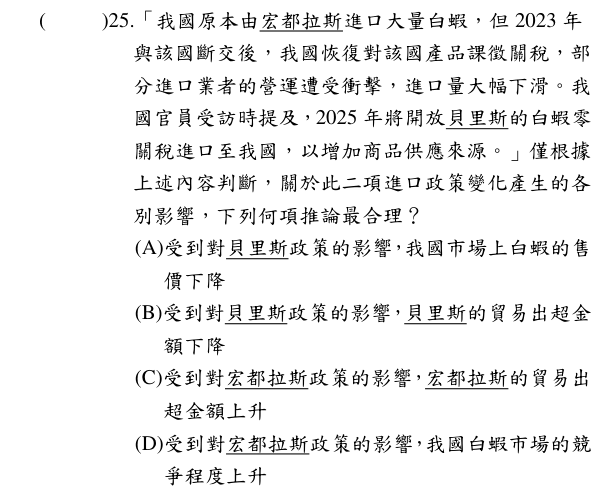 (　　)25.「我國原本由宏都拉斯進口大量白蝦，但 2023 年
與該國斷交後，我國恢復對該國產品課徵關稅，部
分進口業者的營運遭受衝擊，進口量大幅下滑。我
國官員受訪時提及，2025 年將開放貝里斯的白蝦零
關稅進口至我國，以增加商品供應來源。」僅根據
上述內容判斷，關於此二項進口政策變化產生的各
別影響，下列何項推論最合理？
(A)受到對貝里斯政策的影響，我國市場上白蝦的售
價下降
(B)受到對貝里斯政策的影響，貝里斯的貿易出超金
額下降
(C)受到對宏都拉斯政策的影響，宏都拉斯的貿易出
超金額上升
(D)受到對宏都拉斯政策的影響，我國白蝦市場的競
爭程度上升